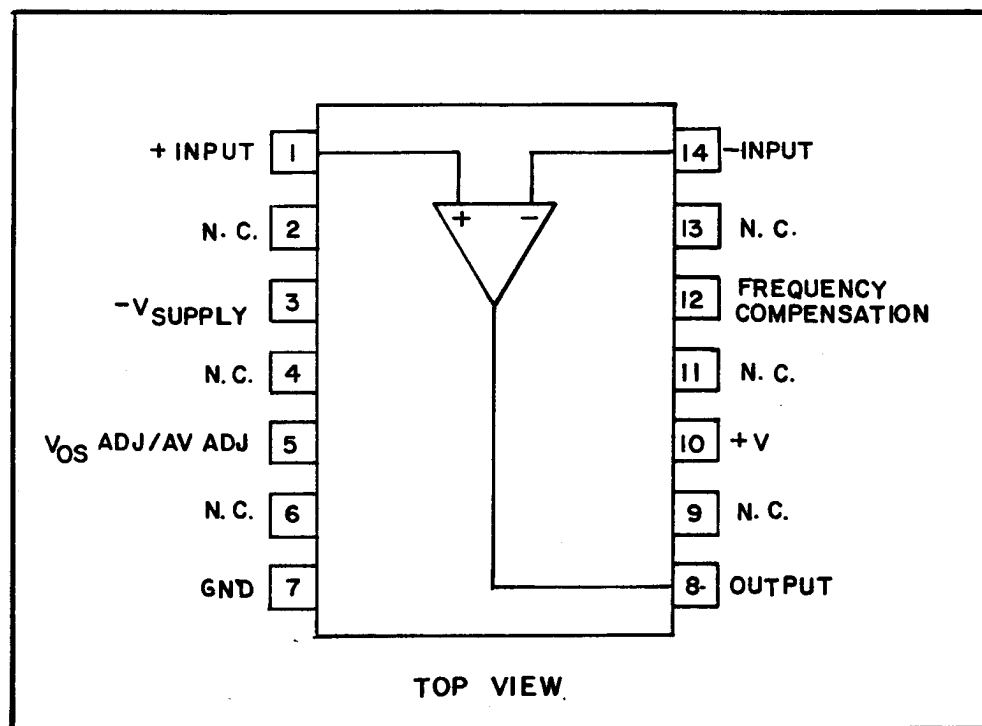 + INPUT 1
N. C. 2
-VSUPPLY 3
N. C. 4
VOS ADJ/AV ADJ 5
N. C. 6
GND 7
+ -
14 -INPUT
13 N. C.
12 FREQUENCY
COMPENSATION
11 N. C.
10 +V
9 N. C.
8 OUTPUT
TOP VIEW